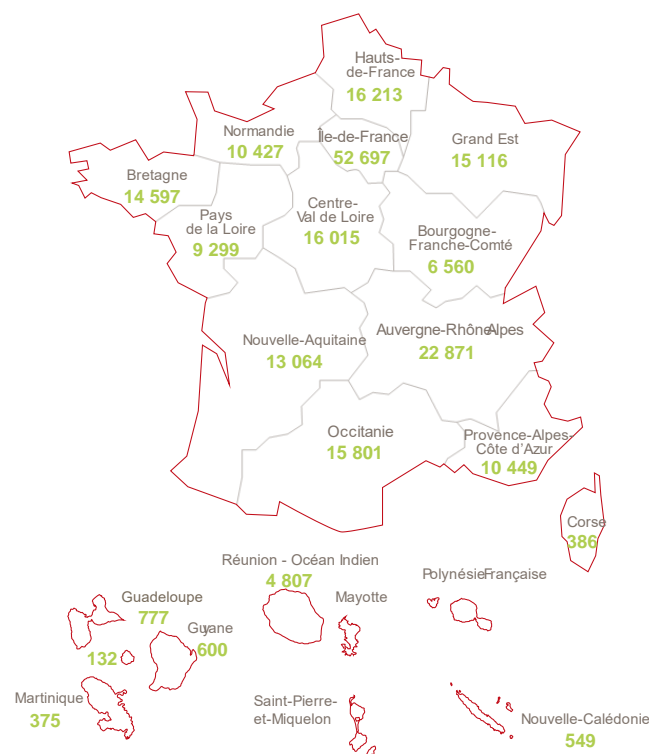 Hauts-
de-France
16 213
Normandie
10 427
Île-de-France
52 697
Grand Est
15 116
Bretagne
14 597
Pays
de la Loire
9 299
Centre-
Val de Loire
16 015
Bourgogne-
Franche-Comté
6 560
Nouvelle-Aquitaine
13 064
Auvergne-Rhône-Alpes
22 871
Occitanie
15 801
Provence-Alpes-
Côte d'Azur
10 449
Corse
386
Réunion - Océan Indien
4 807
Mayotte
Polynésie Française
Guadeloupe
777
Guyane
600
132
Martinique
375
Saint-Pierre-
et-Miquelon
Nouvelle-Calédonie
549